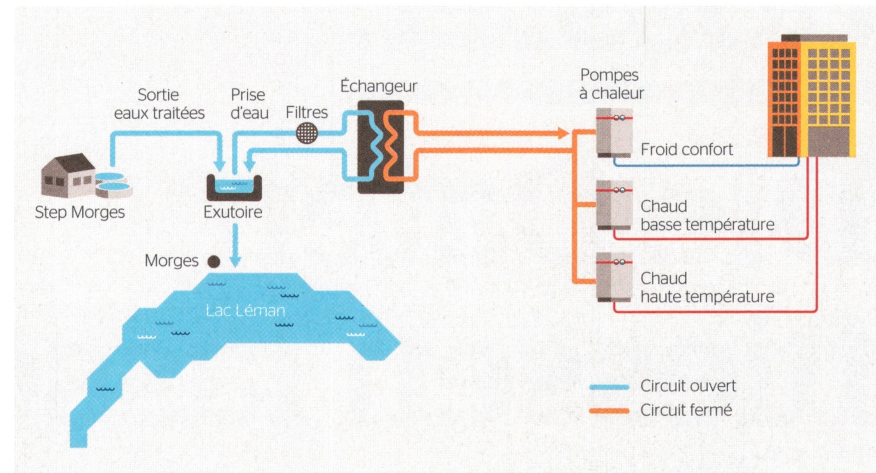 Sortie
eaux traitées
Prise
d'eau
Filtres
Échangeur
Pompes
à chaleur
Froid confort
Step Morges
Exutoire
Chaud
basse température
Morges
Chaud
haute température
Lac Léman
Circuit ouvert
Circuit fermé